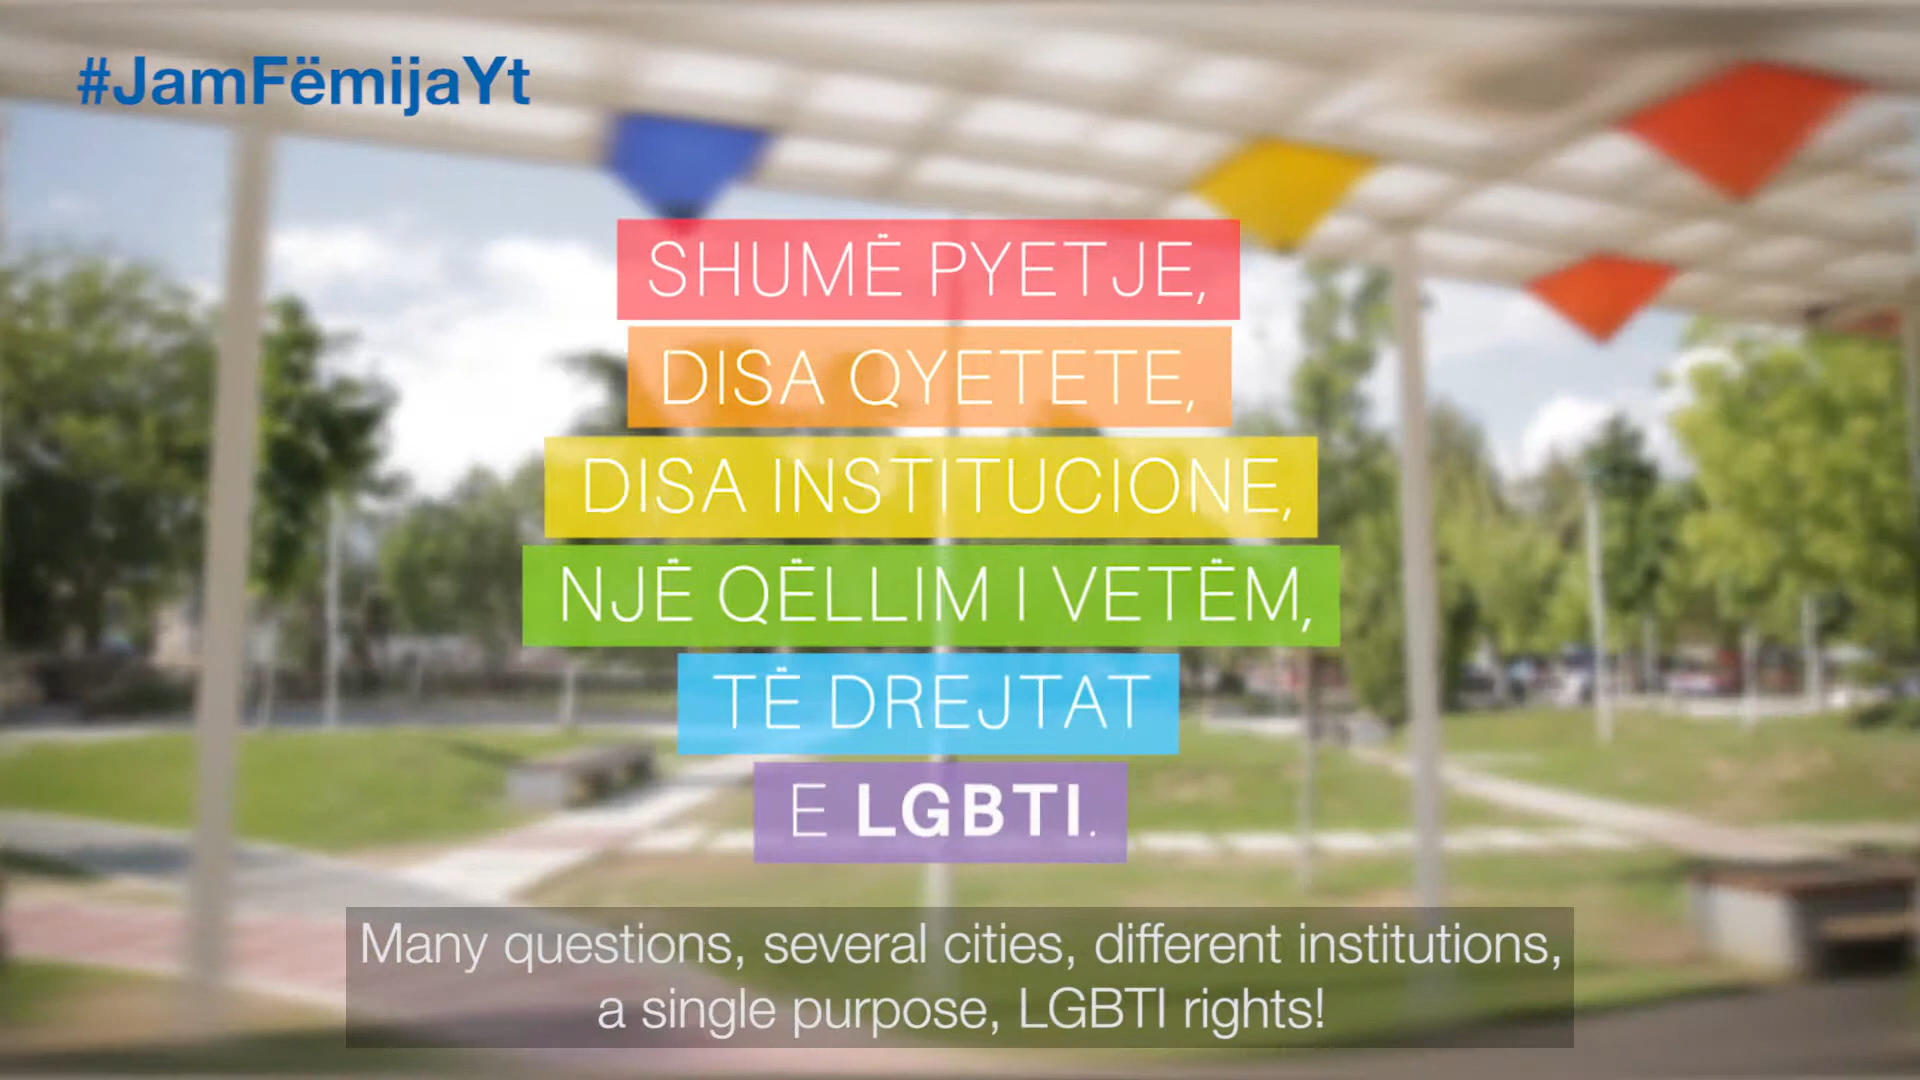 #JamFëmijaYt
SHUMË PYETJE,
DISA QYETETE,
DISA INSTITUCIONE,
NJË QËLLIM I VETËM,
TË DREJTAT
E LGBTI.
Many questions, several cities, different institutions,
a single purpose, LGBTI rights!